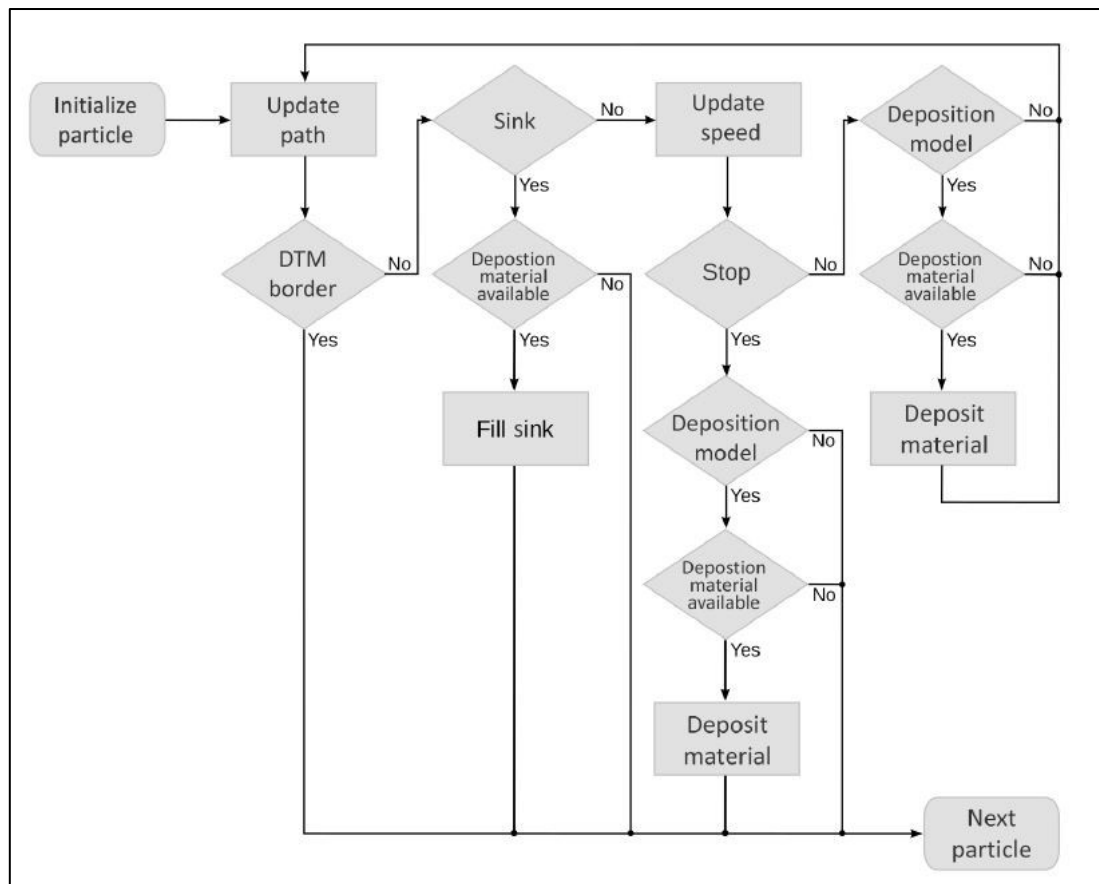 Initialize
particle
Update
path
Sink
No
Update
speed
Deposition
model
No
Yes
Yes
DTM
border
No
Depostion
material
available
No
Stop
No
Depostion
material
available
No
Yes
Yes
Yes
Yes
Fill sink
Deposition
model
No
Deposit
material
Yes
Depostion
material
available
No
Yes
Deposit
material
Next
particle